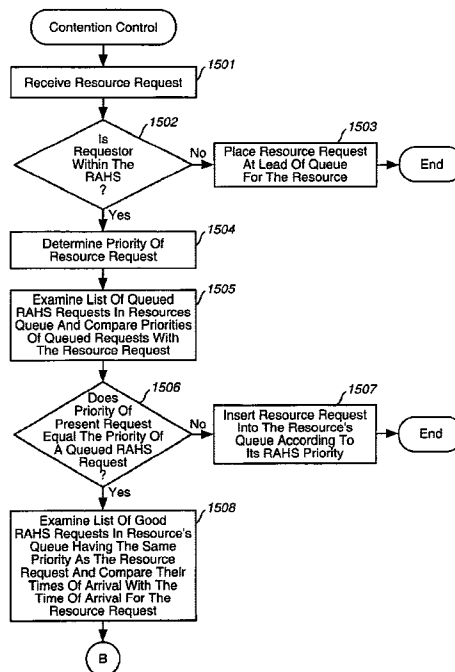 Contention Control
1501
Receive Resource Request
1502
Is
Requestor
Within The
RAHS
?
No
1503
Place Resource Request
At Lead Of Queue
For The Resource
End
Yes
1504
Determine Priority Of
Resource Request
1505
Examine List Of Queued
RAHS Requests In Resources
Queue And Compare Priorities
Of Queued Requests With
The Resource Request
1506
Does
Priority Of
Present Request
Equal The Priority Of
A Queued RAHS
Request
?
No
1507
Insert Resource Request
Into The Resource's
Queue According To
Its RAHS Priority
End
Yes
1508
Examine List Of Good
RAHS Requests In Resource's
Queue Having The Same
Priority As The Resource
Request And Compare Their
Times Of Arrival With The
Time Of Arrival For The
Resource Request
B